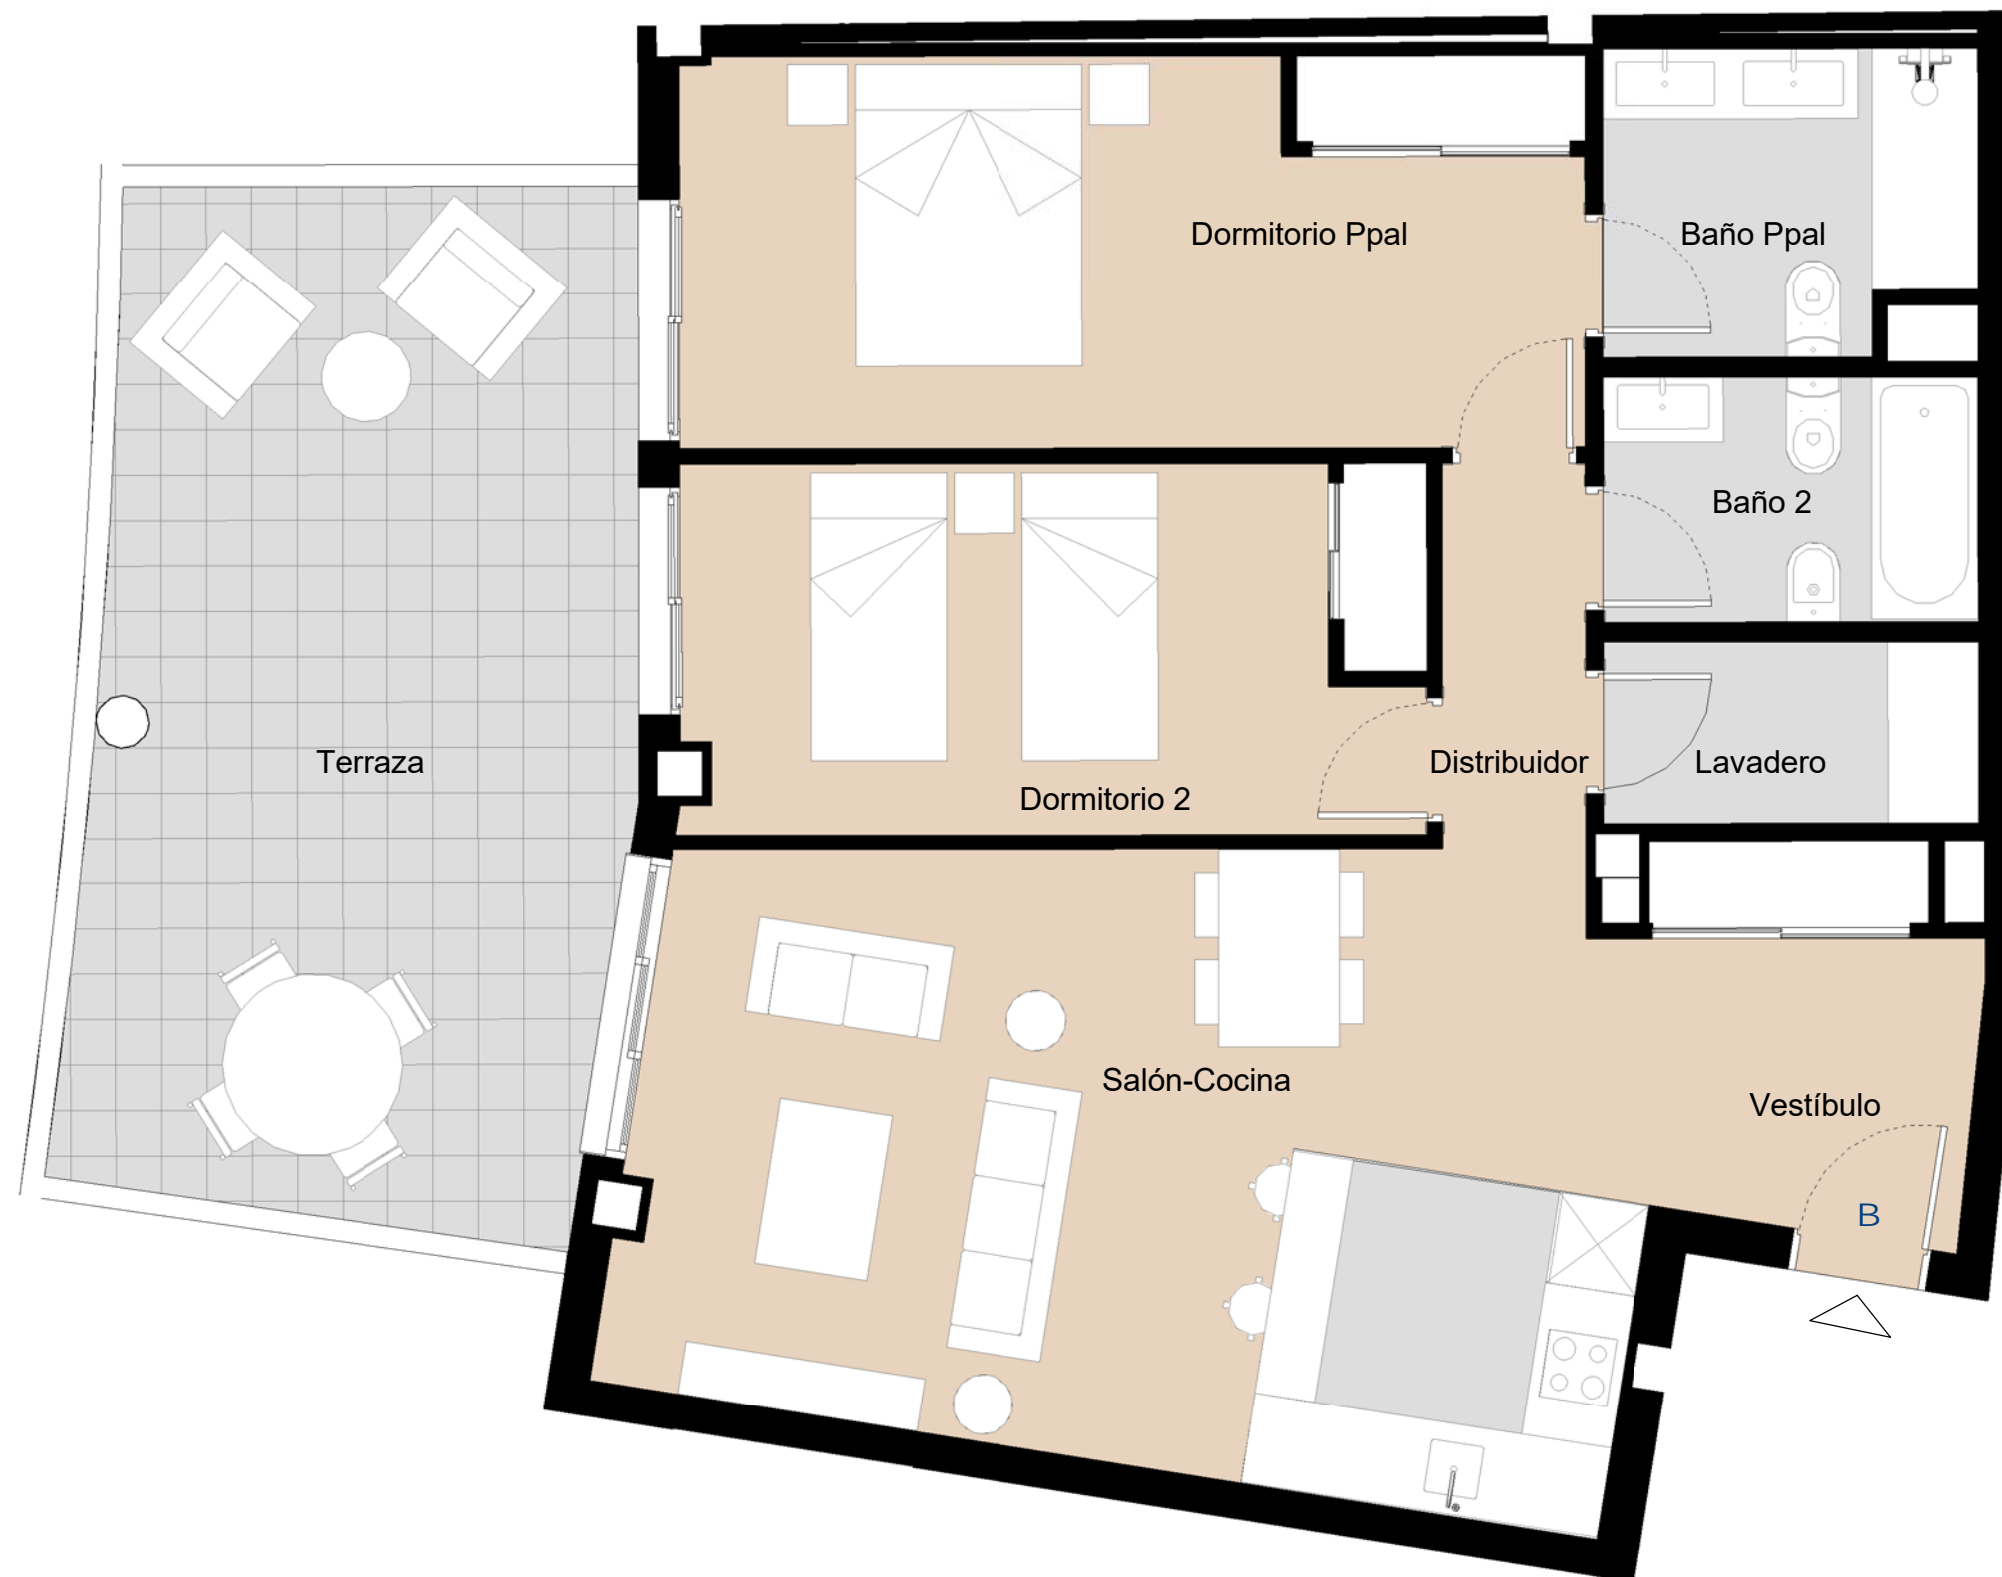 Dormitorio Ppal
Baño Ppal
Baño 2
Terraza
Dormitorio 2
Distribuidor
Lavadero
Salón-Cocina
Vestíbulo
B